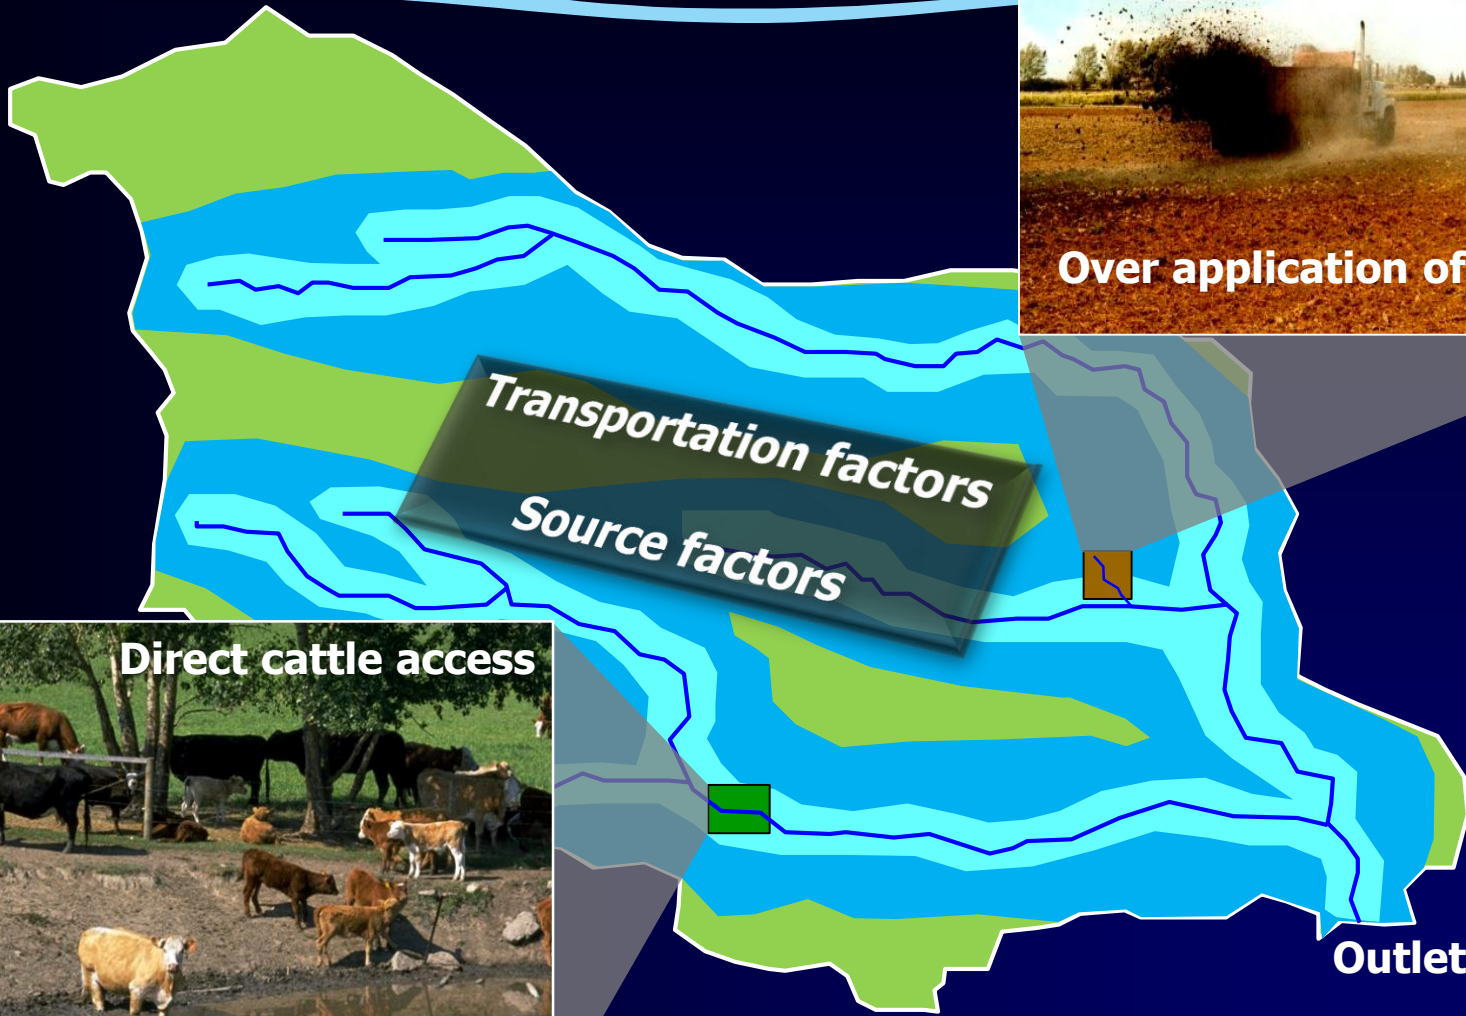 Over application of
Transportation factors
Source factors
Direct cattle access
Outlet